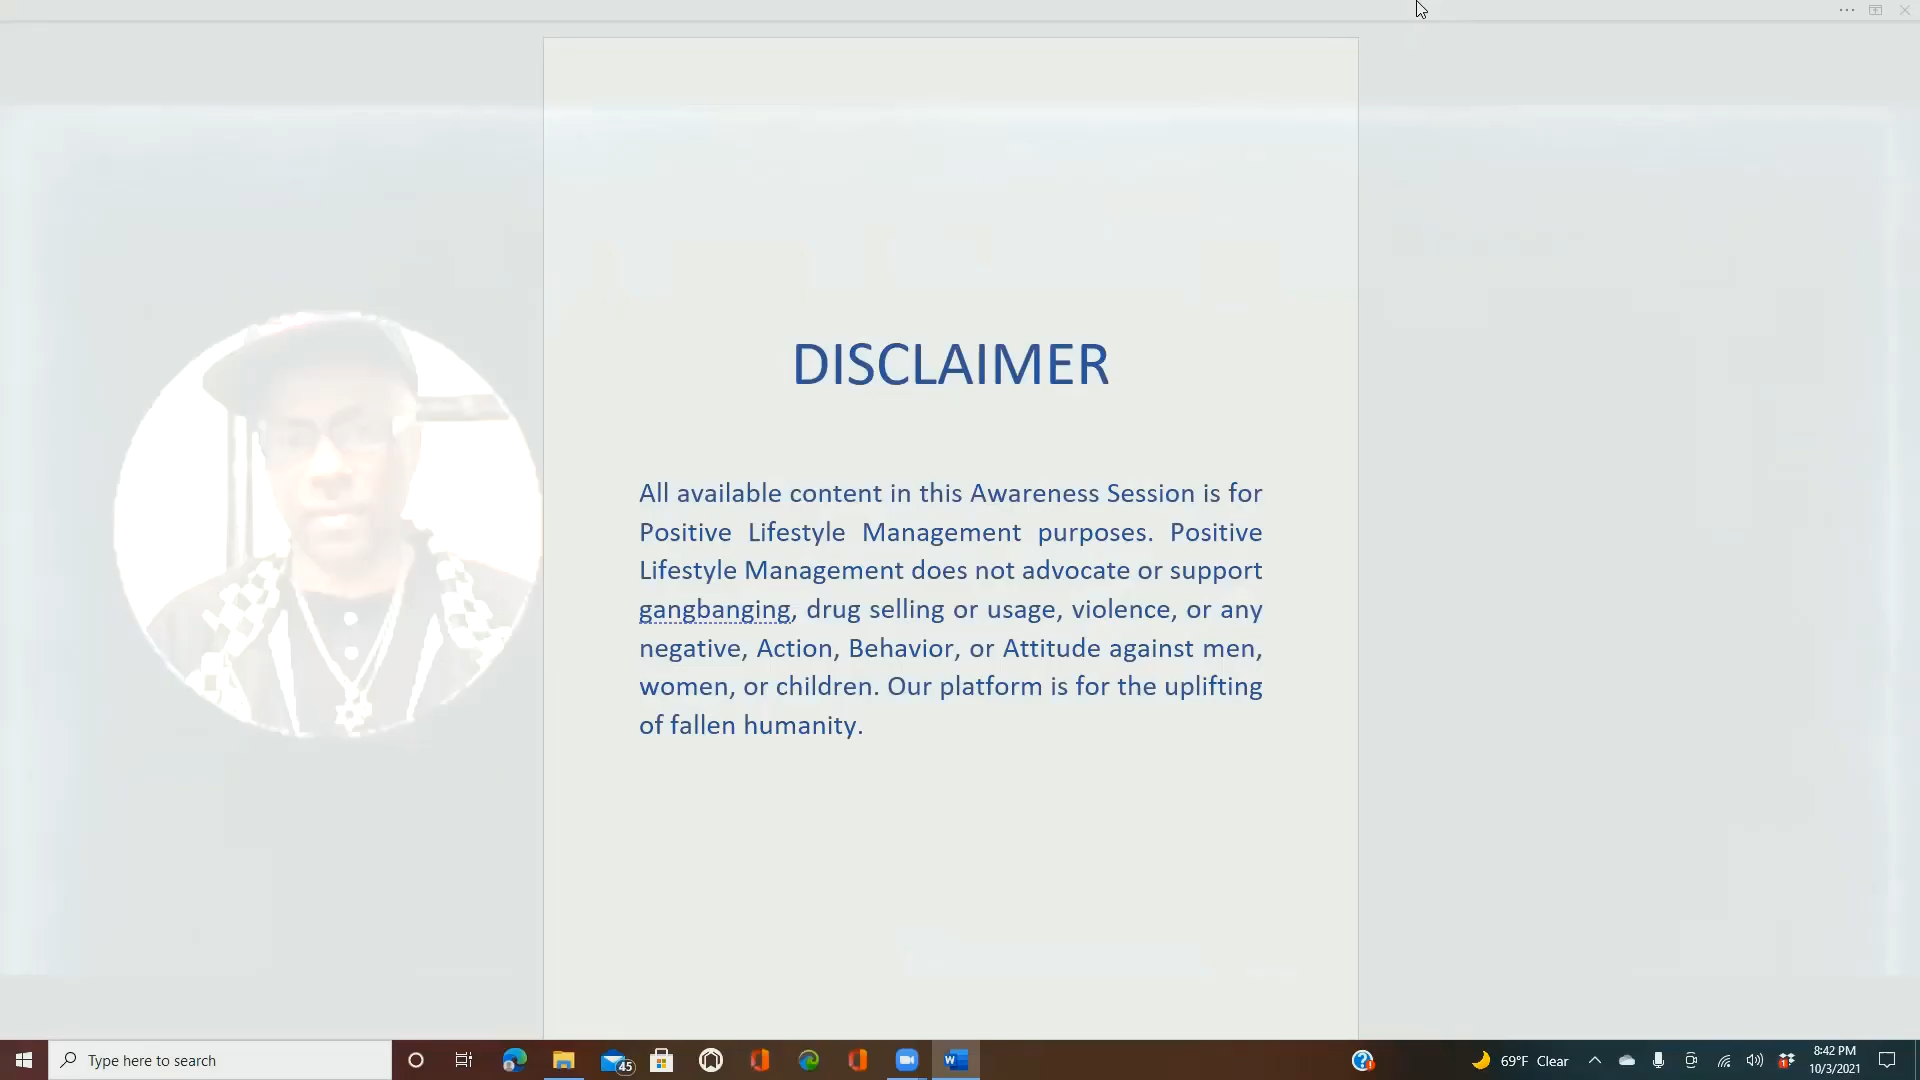 DISCLAIMER
All available content in this Awareness Session is for
Positive Lifestyle Management purposes. Positive
Lifestyle Management does not advocate or support
gangbanging, drug selling or usage, violence, or any
negative, Action, Behavior, or Attitude against men,
women, or children. Our platform is for the uplifting
of fallen humanity.
Type here to search
45
W
69°F Clear
8:42 PM
10/3/2021